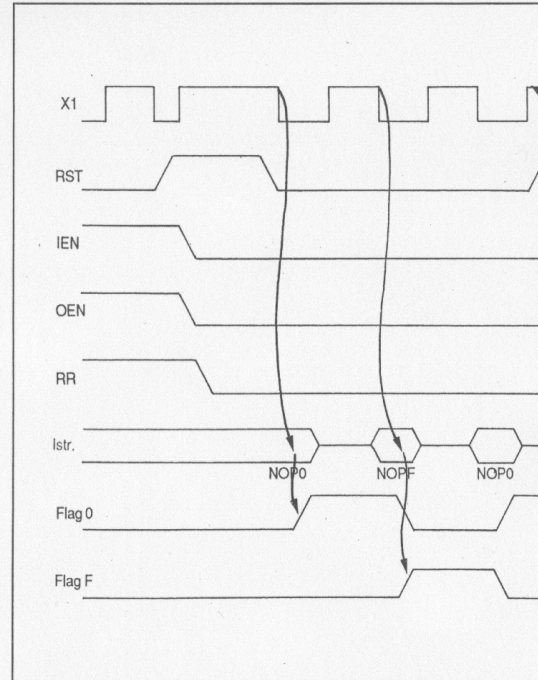 X1
RST
IEN
OEN
RR
Istr.
NOP0 NOPF NOP0
Flag 0
Flag F